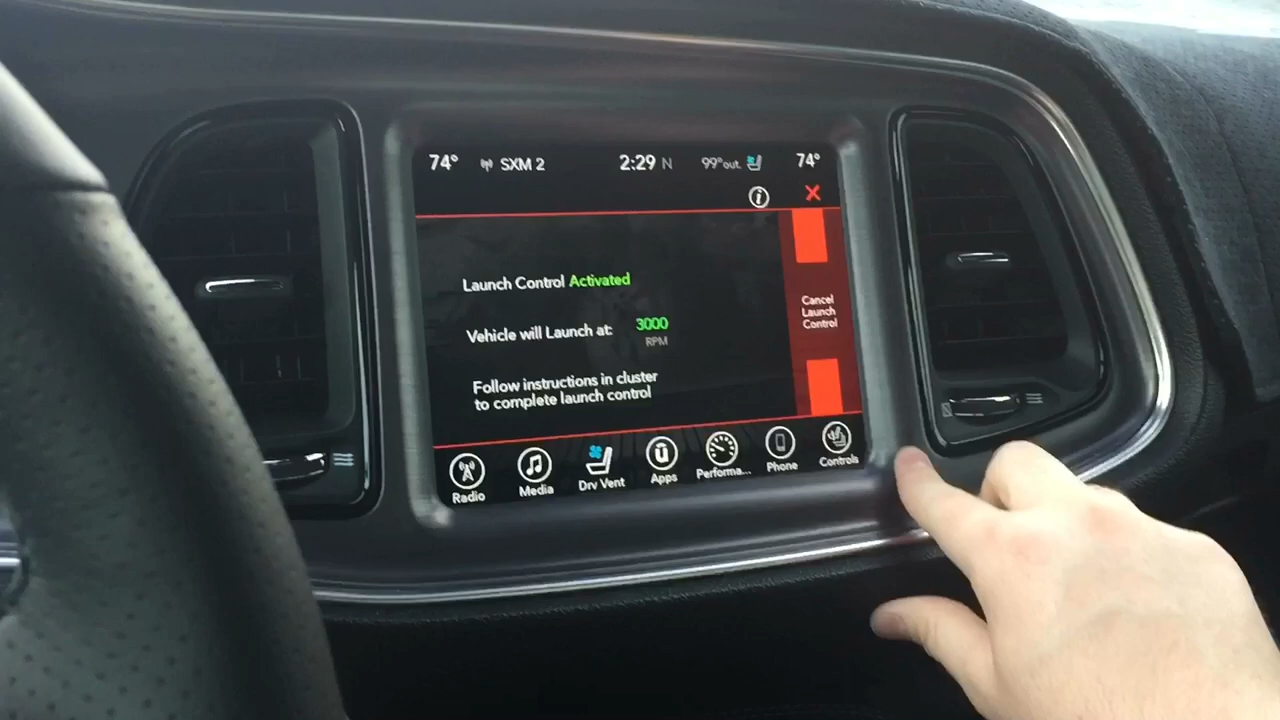 74° SXM 2 2:29 N 99°out. 74°
i X
Launch Control Activated
Vehicle will Launch at: 3000
RPM
Follow instructions in cluster
to complete launch control
Cancel
Launch
Control
Radio
Media
Drv Vent
Apps
Performa...
Phone
Controls